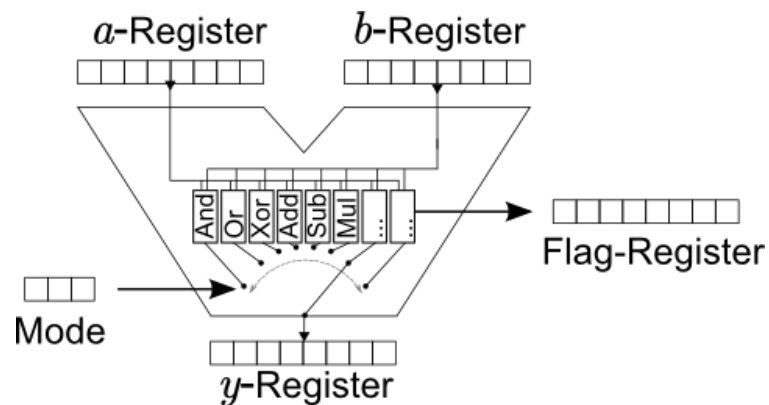 a-Register
b-Register
And
Or
Xor
Add
Sub
Mul
...
...
Flag-Register
Mode
y-Register